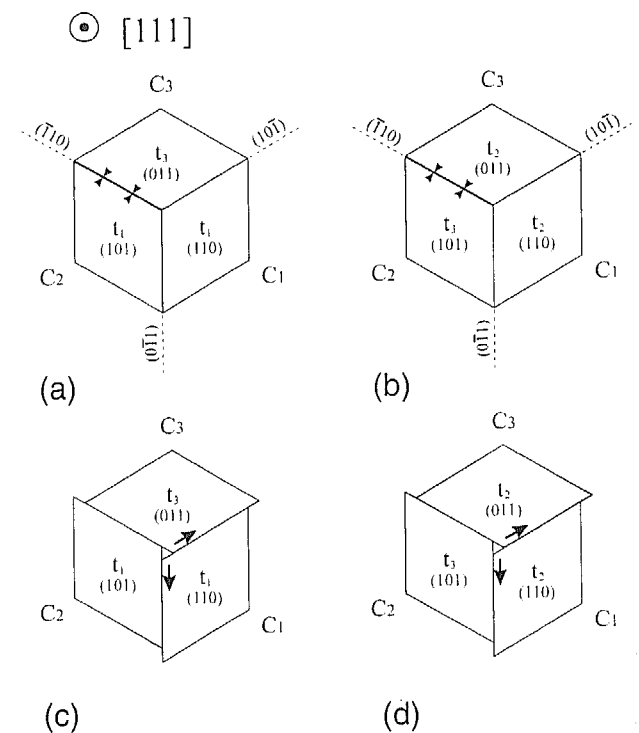 ⊙ [111]
C₃
(1̄10)
(101̄)
t₃
(011)
t₁
(101)
t₁
(110)
C₂
C₁
(01̄1)
(a)
C₃
(1̄10)
(101̄)
t₂
(011)
t₃
(101)
t₂
(110)
C₂
C₁
(01̄1)
(b)
C₃
t₃
(011)
t₁
(101)
t₁
(110)
C₂
C₁
(c)
C₃
t₂
(011)
t₃
(101)
t₂
(110)
C₂
C₁
(d)